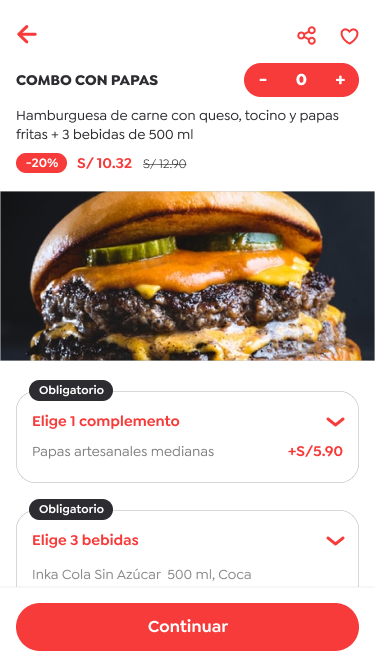 COMBO CON PAPAS
- 0 +
Hamburguesa de carne con queso, tocino y papas
fritas + 3 bebidas de 500 ml
-20% S/ 10.32 S/ 12.90
Obligatorio
Elige 1 complemento
Papas artesanales medianas +S/5.90
Obligatorio
Elige 3 bebidas
Inka Cola Sin Azúcar 500 ml, Coca
Continuar